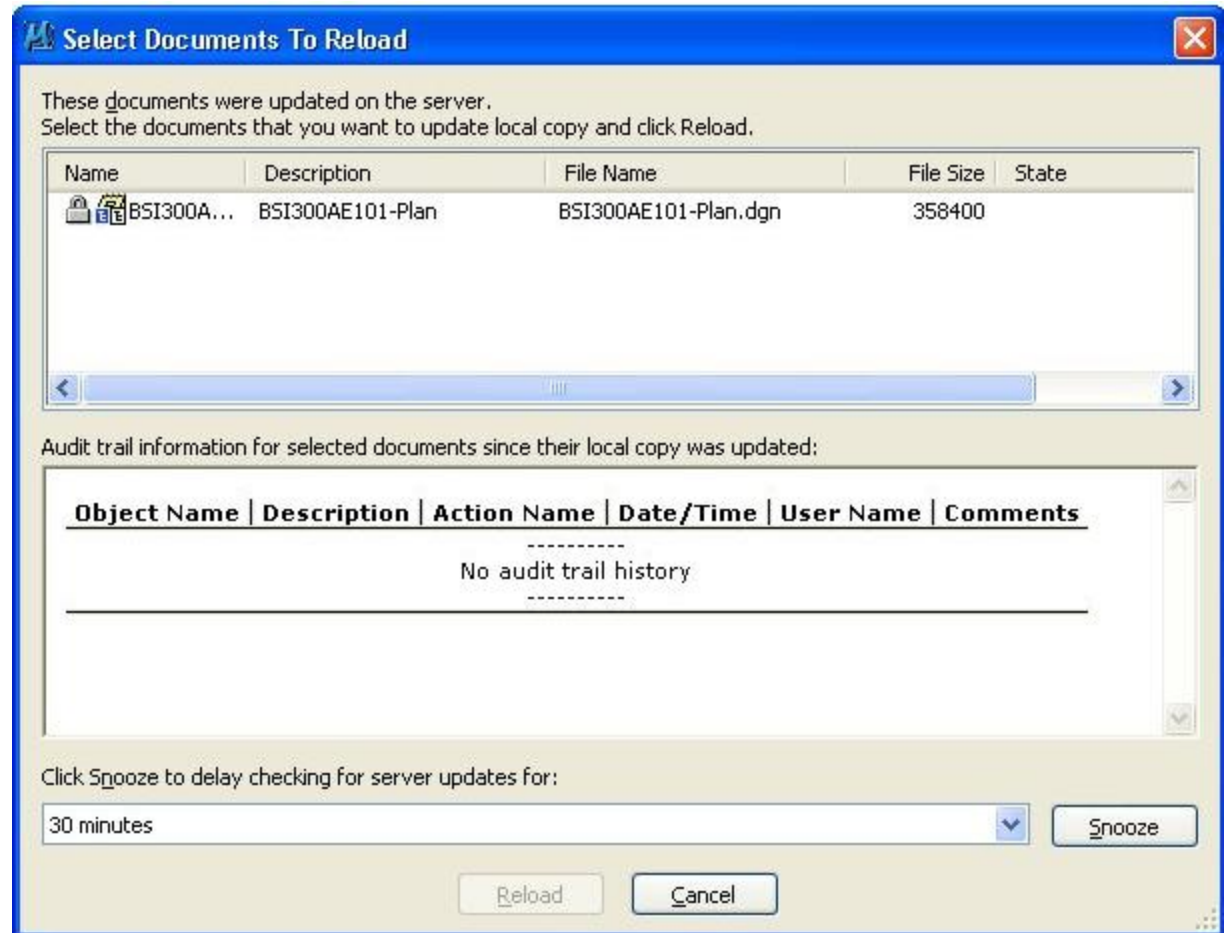 Select Documents To Reload
These documents were updated on the server.
Select the documents that you want to update local copy and click Reload.
Name Description File Name File Size State
BSI300A... BSI300AE101-Plan BSI300AE101-Plan.dgn 358400
Audit trail information for selected documents since their local copy was updated:
Object Name | Description | Action Name | Date/Time | User Name | Comments
----------
No audit trail history
----------
Click Snooze to delay checking for server updates for:
30 minutes Snooze
Reload Cancel